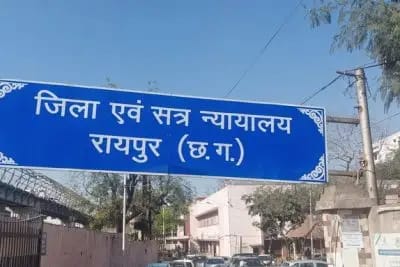 जिला एवं सत्र न्यायालय
रायपुर (छ.ग.)